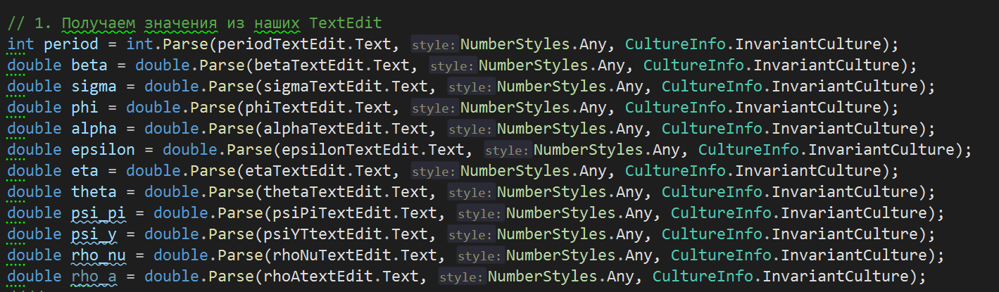 // 1. Получаем значения из наших TextEdit
int period = int.Parse(periodTextEdit.Text, style: NumberStyles.Any, CultureInfo.InvariantCulture);
double beta = double.Parse(betaTextEdit.Text, style: NumberStyles.Any, CultureInfo.InvariantCulture);
double sigma = double.Parse(sigmaTextEdit.Text, style: NumberStyles.Any, CultureInfo.InvariantCulture);
double phi = double.Parse(phiTextEdit.Text, style: NumberStyles.Any, CultureInfo.InvariantCulture);
double alpha = double.Parse(alphaTextEdit.Text, style: NumberStyles.Any, CultureInfo.InvariantCulture);
double epsilon = double.Parse(epsilonTextEdit.Text, style: NumberStyles.Any, CultureInfo.InvariantCulture);
double eta = double.Parse(etaTextEdit.Text, style: NumberStyles.Any, CultureInfo.InvariantCulture);
double theta = double.Parse(thetaTextEdit.Text, style: NumberStyles.Any, CultureInfo.InvariantCulture);
double psi_pi = double.Parse(psiPiTextEdit.Text, style: NumberStyles.Any, CultureInfo.InvariantCulture);
double psi_y = double.Parse(psiYTtextEdit.Text, style: NumberStyles.Any, CultureInfo.InvariantCulture);
double rho_nu = double.Parse(rhoNuTextEdit.Text, style: NumberStyles.Any, CultureInfo.InvariantCulture);
double rho_a = double.Parse(rhoAtextEdit.Text, style: NumberStyles.Any, CultureInfo.InvariantCulture);